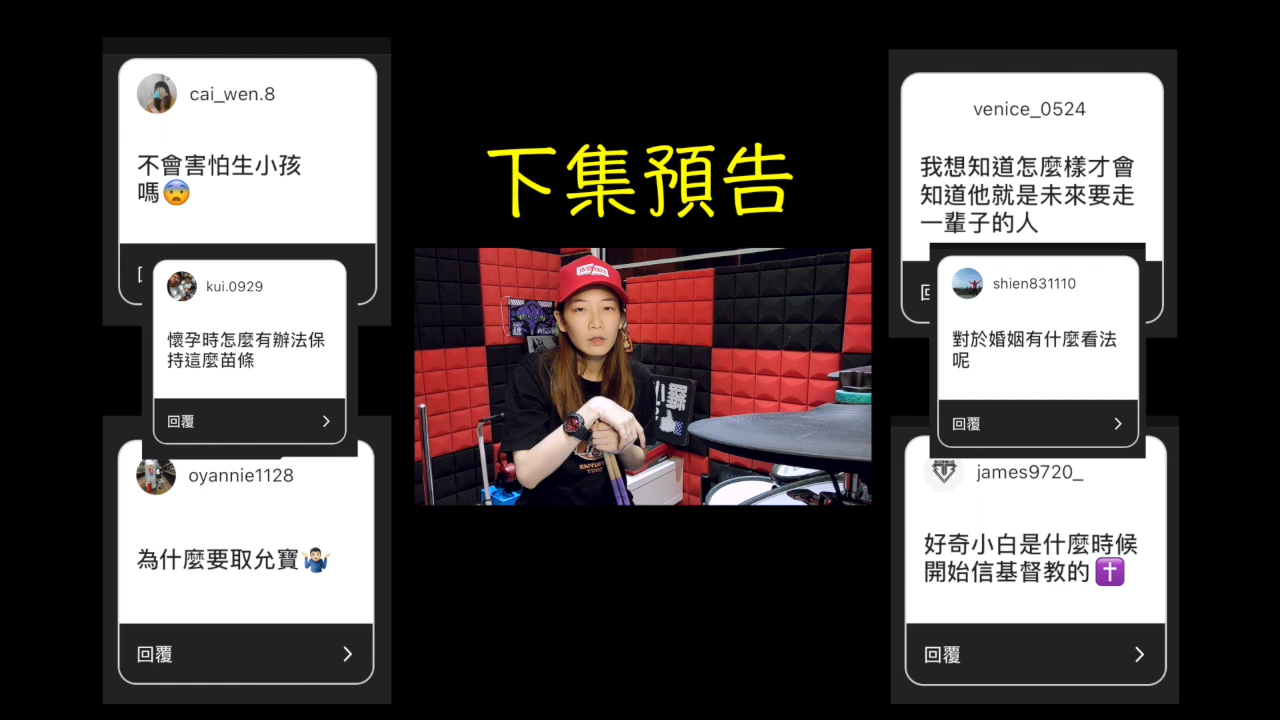 cai_wen.8
不會害怕生小孩
嗎😨
kui.0929
懷孕時怎麼有辦法保
持這麼苗條
回覆
oyannie1128
為什麼要取允寶🤷🏻‍♂️
回覆
下集預告
venice_0524
我想知道怎麼樣才會
知道他就是未來要走
一輩子的人
shien831110
對於婚姻有什麼看法
呢
回覆
james9720_
好奇小白是什麼時候
開始信基督教的✝️
回覆